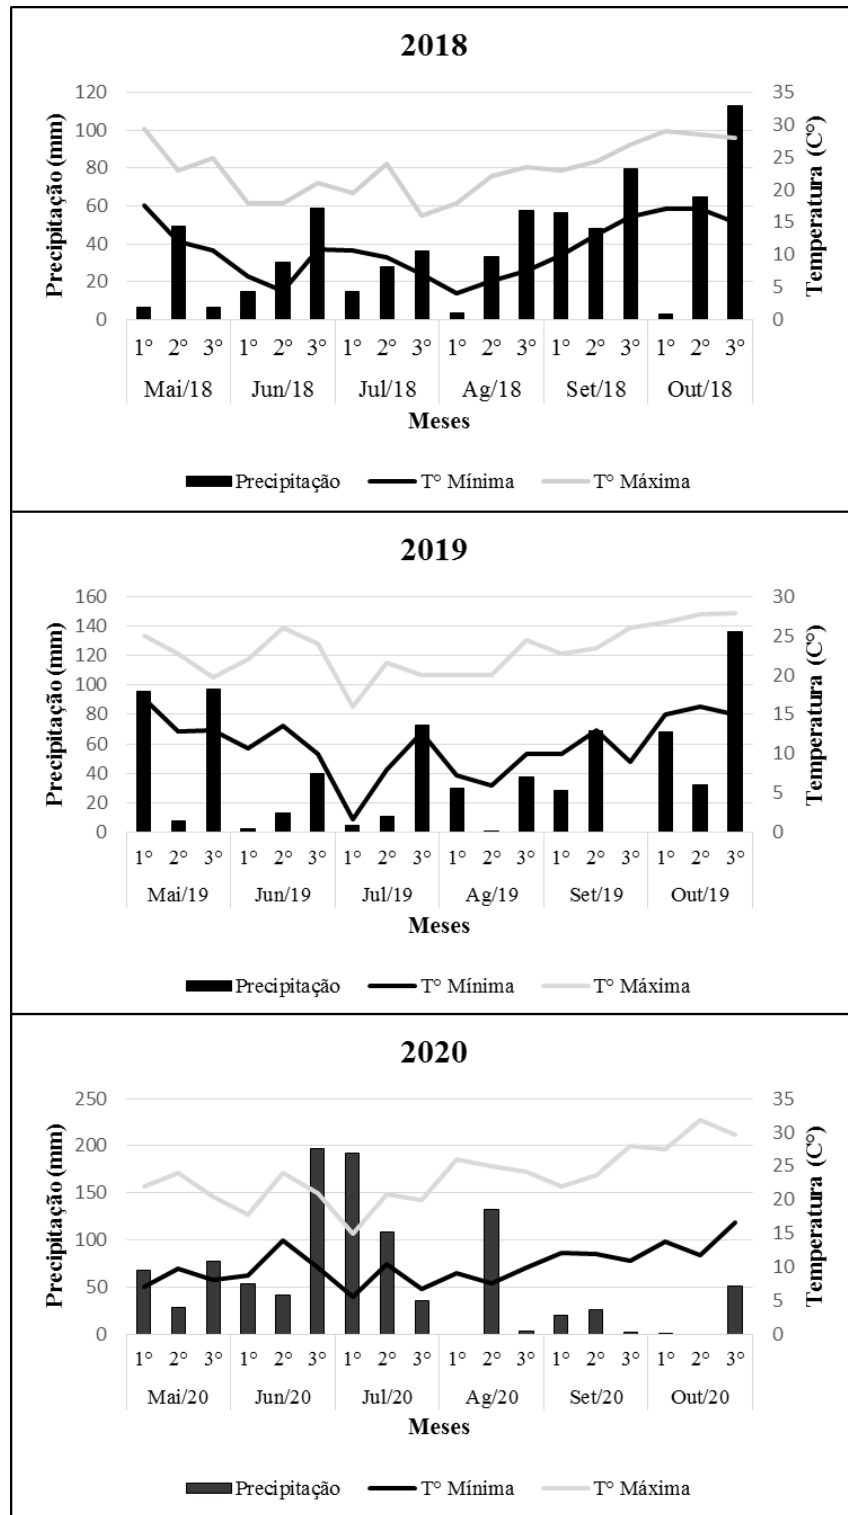 2018
Precipitação (mm)
120
100
80
60
40
20
0
35
30
25
20
15
10
5
0
Temperatura (C°)
1° 2° 3° 1° 2° 3° 1° 2° 3° 1° 2° 3° 1° 2° 3° 1° 2° 3°
Mai/18 Jun/18 Jul/18 Ag/18 Set/18 Out/18
Meses
Precipitação T° Mínima T° Máxima
2019
Precipitação (mm)
160
140
120
100
80
60
40
20
0
30
25
20
15
10
5
0
Temperatura (C°)
1° 2° 3° 1° 2° 3° 1° 2° 3° 1° 2° 3° 1° 2° 3° 1° 2° 3°
Mai/19 Jun/19 Jul/19 Ag/19 Set/19 Out/19
Meses
Precipitação T° Mínima T° Máxima
2020
Precipitação (mm)
250
200
150
100
50
0
35
30
25
20
15
10
5
0
Temperatura (C°)
1° 2° 3° 1° 2° 3° 1° 2° 3° 1° 2° 3° 1° 2° 3° 1° 2° 3°
Mai/20 Jun/20 Jul/20 Ag/20 Set/20 Out/20
Meses
Precipitação T° Mínima T° Máxima